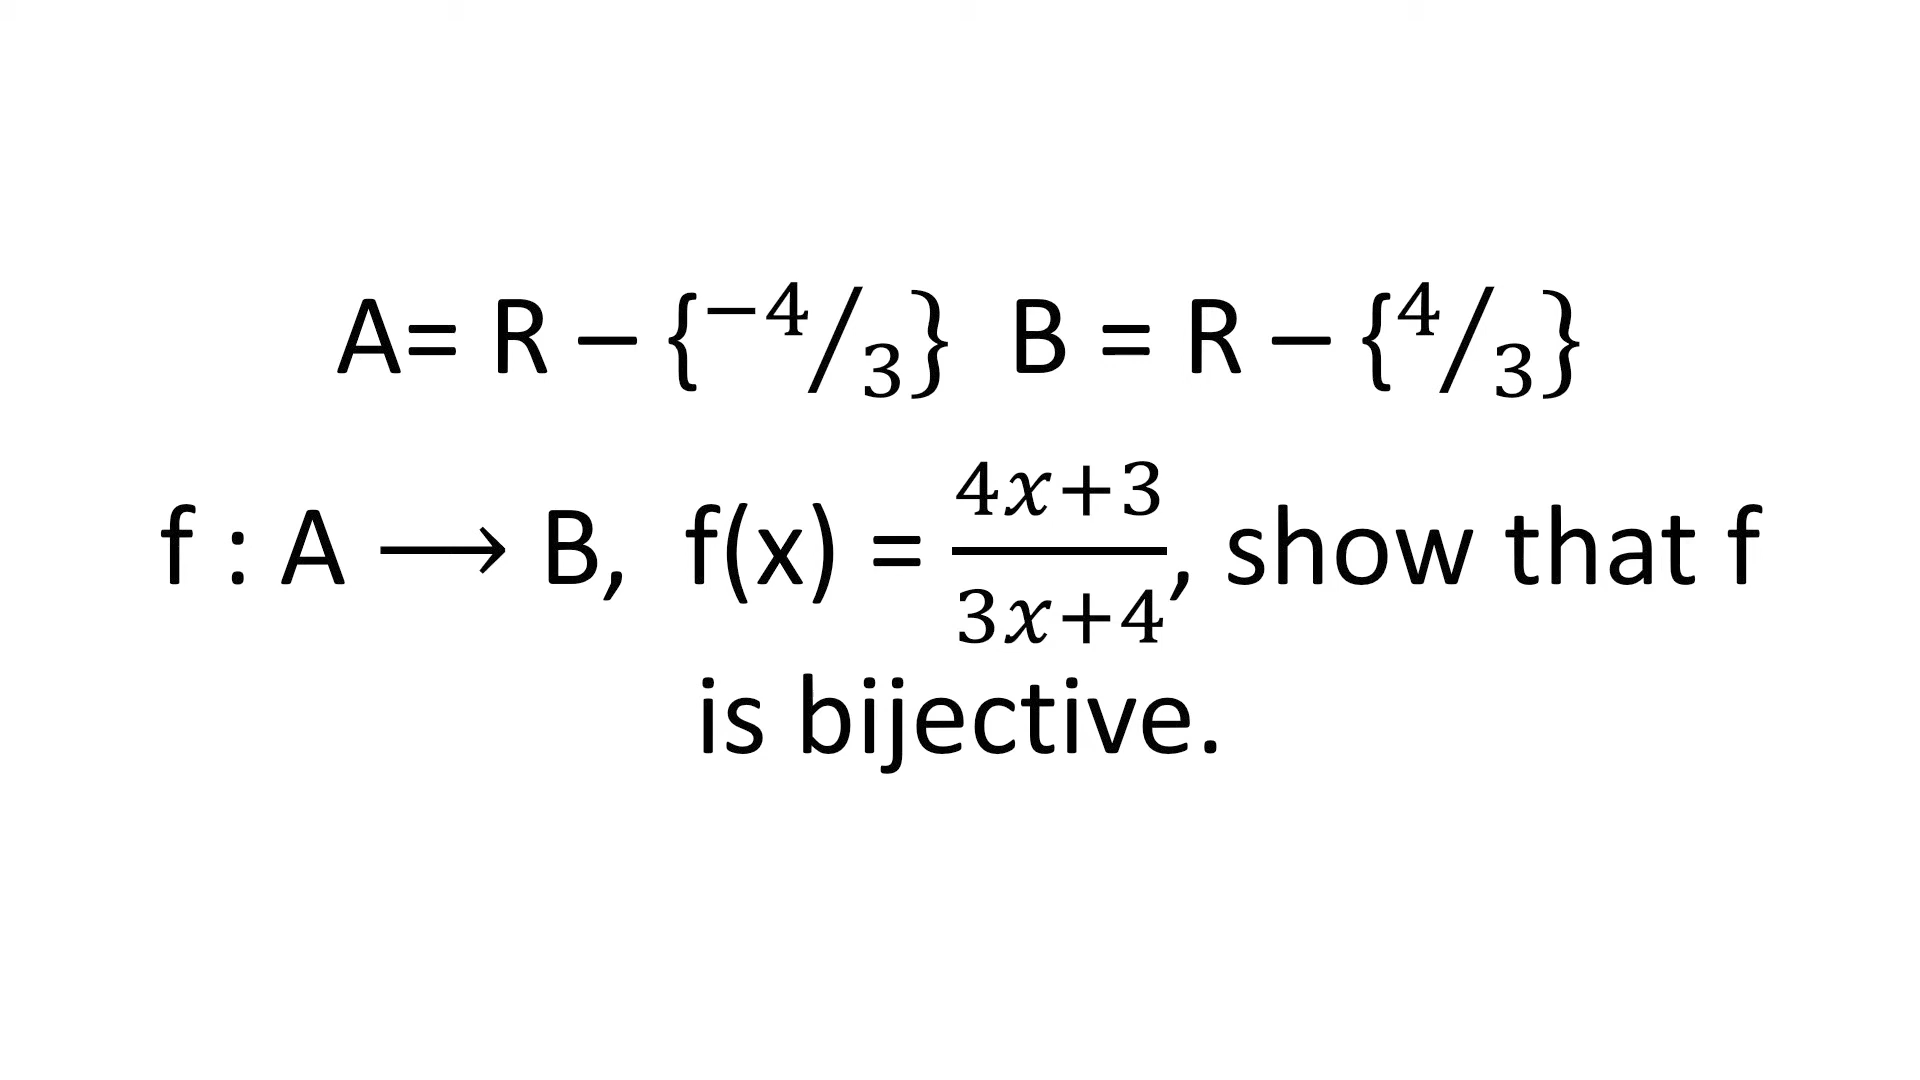 A= R – {−4/3} B = R – {4/3}
f : A ⟶ B, f(x) = 4x+3/3x+4, show that f
is bijective.